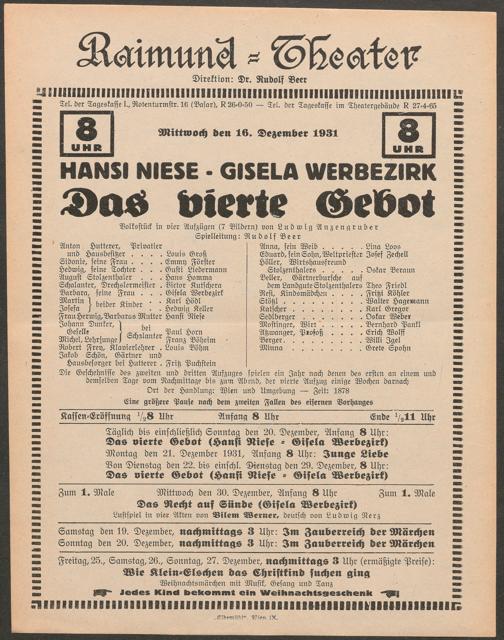 Raimund-Theater
Direktion: Dr. Rudolf Beer
Tel. der Tageskasse I., Rotenturmstr. 16 (Basar), R 26-0-50 — Tel. der Tageskasse im Theatergebäude R 27-4-65
8 UHR
Mittwoch den 16. Dezember 1931
8 UHR
HANSI NIESE - GISELA WERBEZIRK
Das vierte Gebot
Volksstück in vier Aufzügen (7 Bildern) von Ludwig Anzengruber
Spielleitung: Rudolf Beer
Anton Hutterer, Privatier
und Hausbesitzer . . . . Louis Groß
Sidonie, seine Frau . . . . Emmy Förster
Hedwig, seine Tochter . . . Gusti Liedermann
August Stolzenthaler . . . Hans Homma
Schalanter, Drechslermeister . Victor Kutschera
Barbara, seine Frau . . . . Gisela Werbezirk
Martin } beider Kinder . . . Karl Hödl
Josefa } . . . Hedwig Keller
Frau Herwig, Barbaras Mutter Hansi Niese
Johann Dunker,
Geselle } bei Paul Horn
Michel, Lehrjunge } Schalanter Franz Böheim
Robert Frey, Klavierlehrer . Louis Böhm
Jakob Schön, Gärtner und
Hausbesorger bei Hutterer . Fritz Puchstein
Anna, sein Weib . . . . . Lina Loos
Eduard, sein Sohn, Weltpriester Josef Zechell
Höller, Wirtschaftsfreund
Stolzenthalers . . . . Oskar Beraun
Beller, Gärtnerbursche auf
dem Landgute Stolzenthalers Theo Friedl
Resi, Kindsmädchen . . . . Fritzi Köhler
Stötzl . . . . Walter Hagemann
Katscher . . . . Karl Gregor
Sedlberger . . . . Oskar Weber
Mostinger, Wirt . . . . Bernhard Pankl
Atzwanger, Profoß . . . . Erich Wolff
Berger . . . . Willi Igel
Minna . . . . Grete Spohn
Die Geschehnisse des zweiten und dritten Aufzuges spielen ein Jahr nach denen des ersten an einem und
demselben Tage vom Nachmittage bis zum Abend, der vierte Aufzug einige Wochen darnach
Ort der Handlung: Wien und Umgebung — Zeit: 1878
Eine größere Pause nach dem zweiten Fallen des eisernen Vorhanges
Kassen-Eröffnung ½8 Uhr Anfang 8 Uhr Ende ½11 Uhr
Täglich bis einschließlich Sonntag den 20. Dezember, Anfang 8 Uhr:
Das vierte Gebot (Hansi Niese - Gisela Werbezirk)
Montag den 21. Dezember 1931, Anfang 8 Uhr: Junge Liebe
Von Dienstag den 22. bis einschl. Dienstag den 29. Dezember, 8 Uhr:
Das vierte Gebot (Hansi Niese - Gisela Werbezirk)
Zum 1. Male Mittwoch den 30. Dezember, Anfang 8 Uhr Zum 1. Male
Das Recht auf Sünde (Gisela Werbezirk)
Lustspiel in vier Akten von Vilem Werner, deutsch von Ludwig Nerz
Samstag den 19. Dezember, nachmittags 3 Uhr: Im Zauberreich der Märchen
Sonntag den 20. Dezember, nachmittags 3 Uhr: Im Zauberreich der Märchen
Freitag, 25., Samstag, 26., Sonntag, 27. Dezember, nachmittags 3 Uhr (ermäßigte Preise):
Wie Klein-Elschen das Christkind suchen ging
Weihnachtsmärchen mit Musik, Gesang und Tanz
Jedes Kind bekommt ein Weihnachtsgeschenk
„Elbemühl", Wien IX.